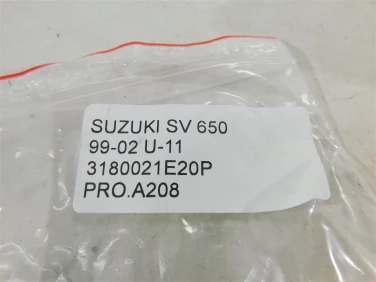 SUZUKI SV 650
99-02 U-11
3180021E20P
PRO.A208